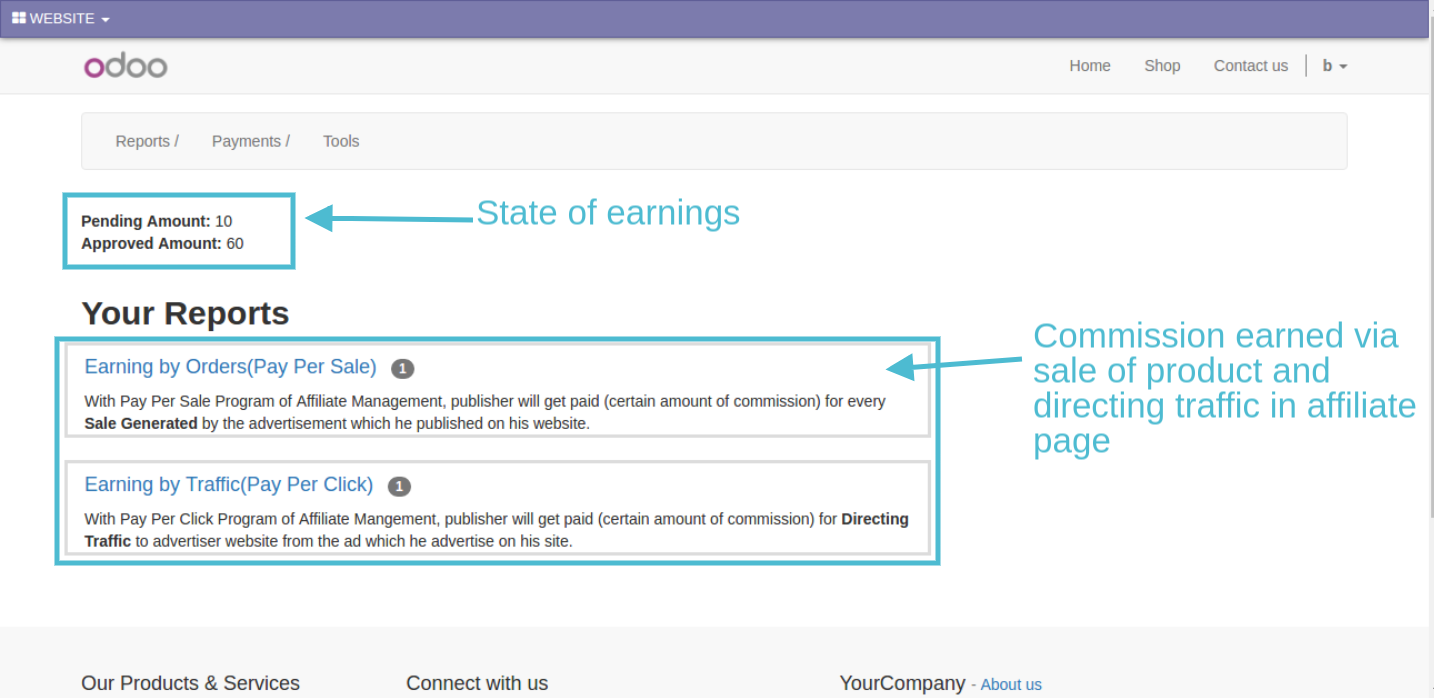 WEBSITE
odoo
Home Shop Contact us b
Reports / Payments / Tools
Pending Amount: 10
Approved Amount: 60
State of earnings
Your Reports
Earning by Orders(Pay Per Sale) 1
With Pay Per Sale Program of Affiliate Management, publisher will get paid (certain amount of commission) for every
Sale Generated by the advertisement which he published on his website.
Earning by Traffic(Pay Per Click) 1
With Pay Per Click Program of Affiliate Mangement, publisher will get paid (certain amount of commission) for Directing
Traffic to advertiser website from the ad which he advertise on his site.
Commission earned via
sale of product and
directing traffic in affiliate
page
Our Products & Services
Connect with us
YourCompany - About us